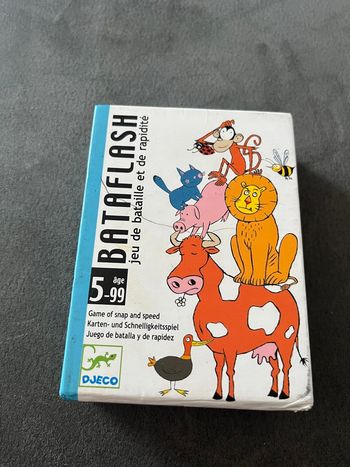 BATAFLASH
jeu de bataille et de rapidité
âge
5-99
Game of snap and speed
Karten- und Schnelligkeitsspiel
Juego de batalla y de rapidez
DJECO